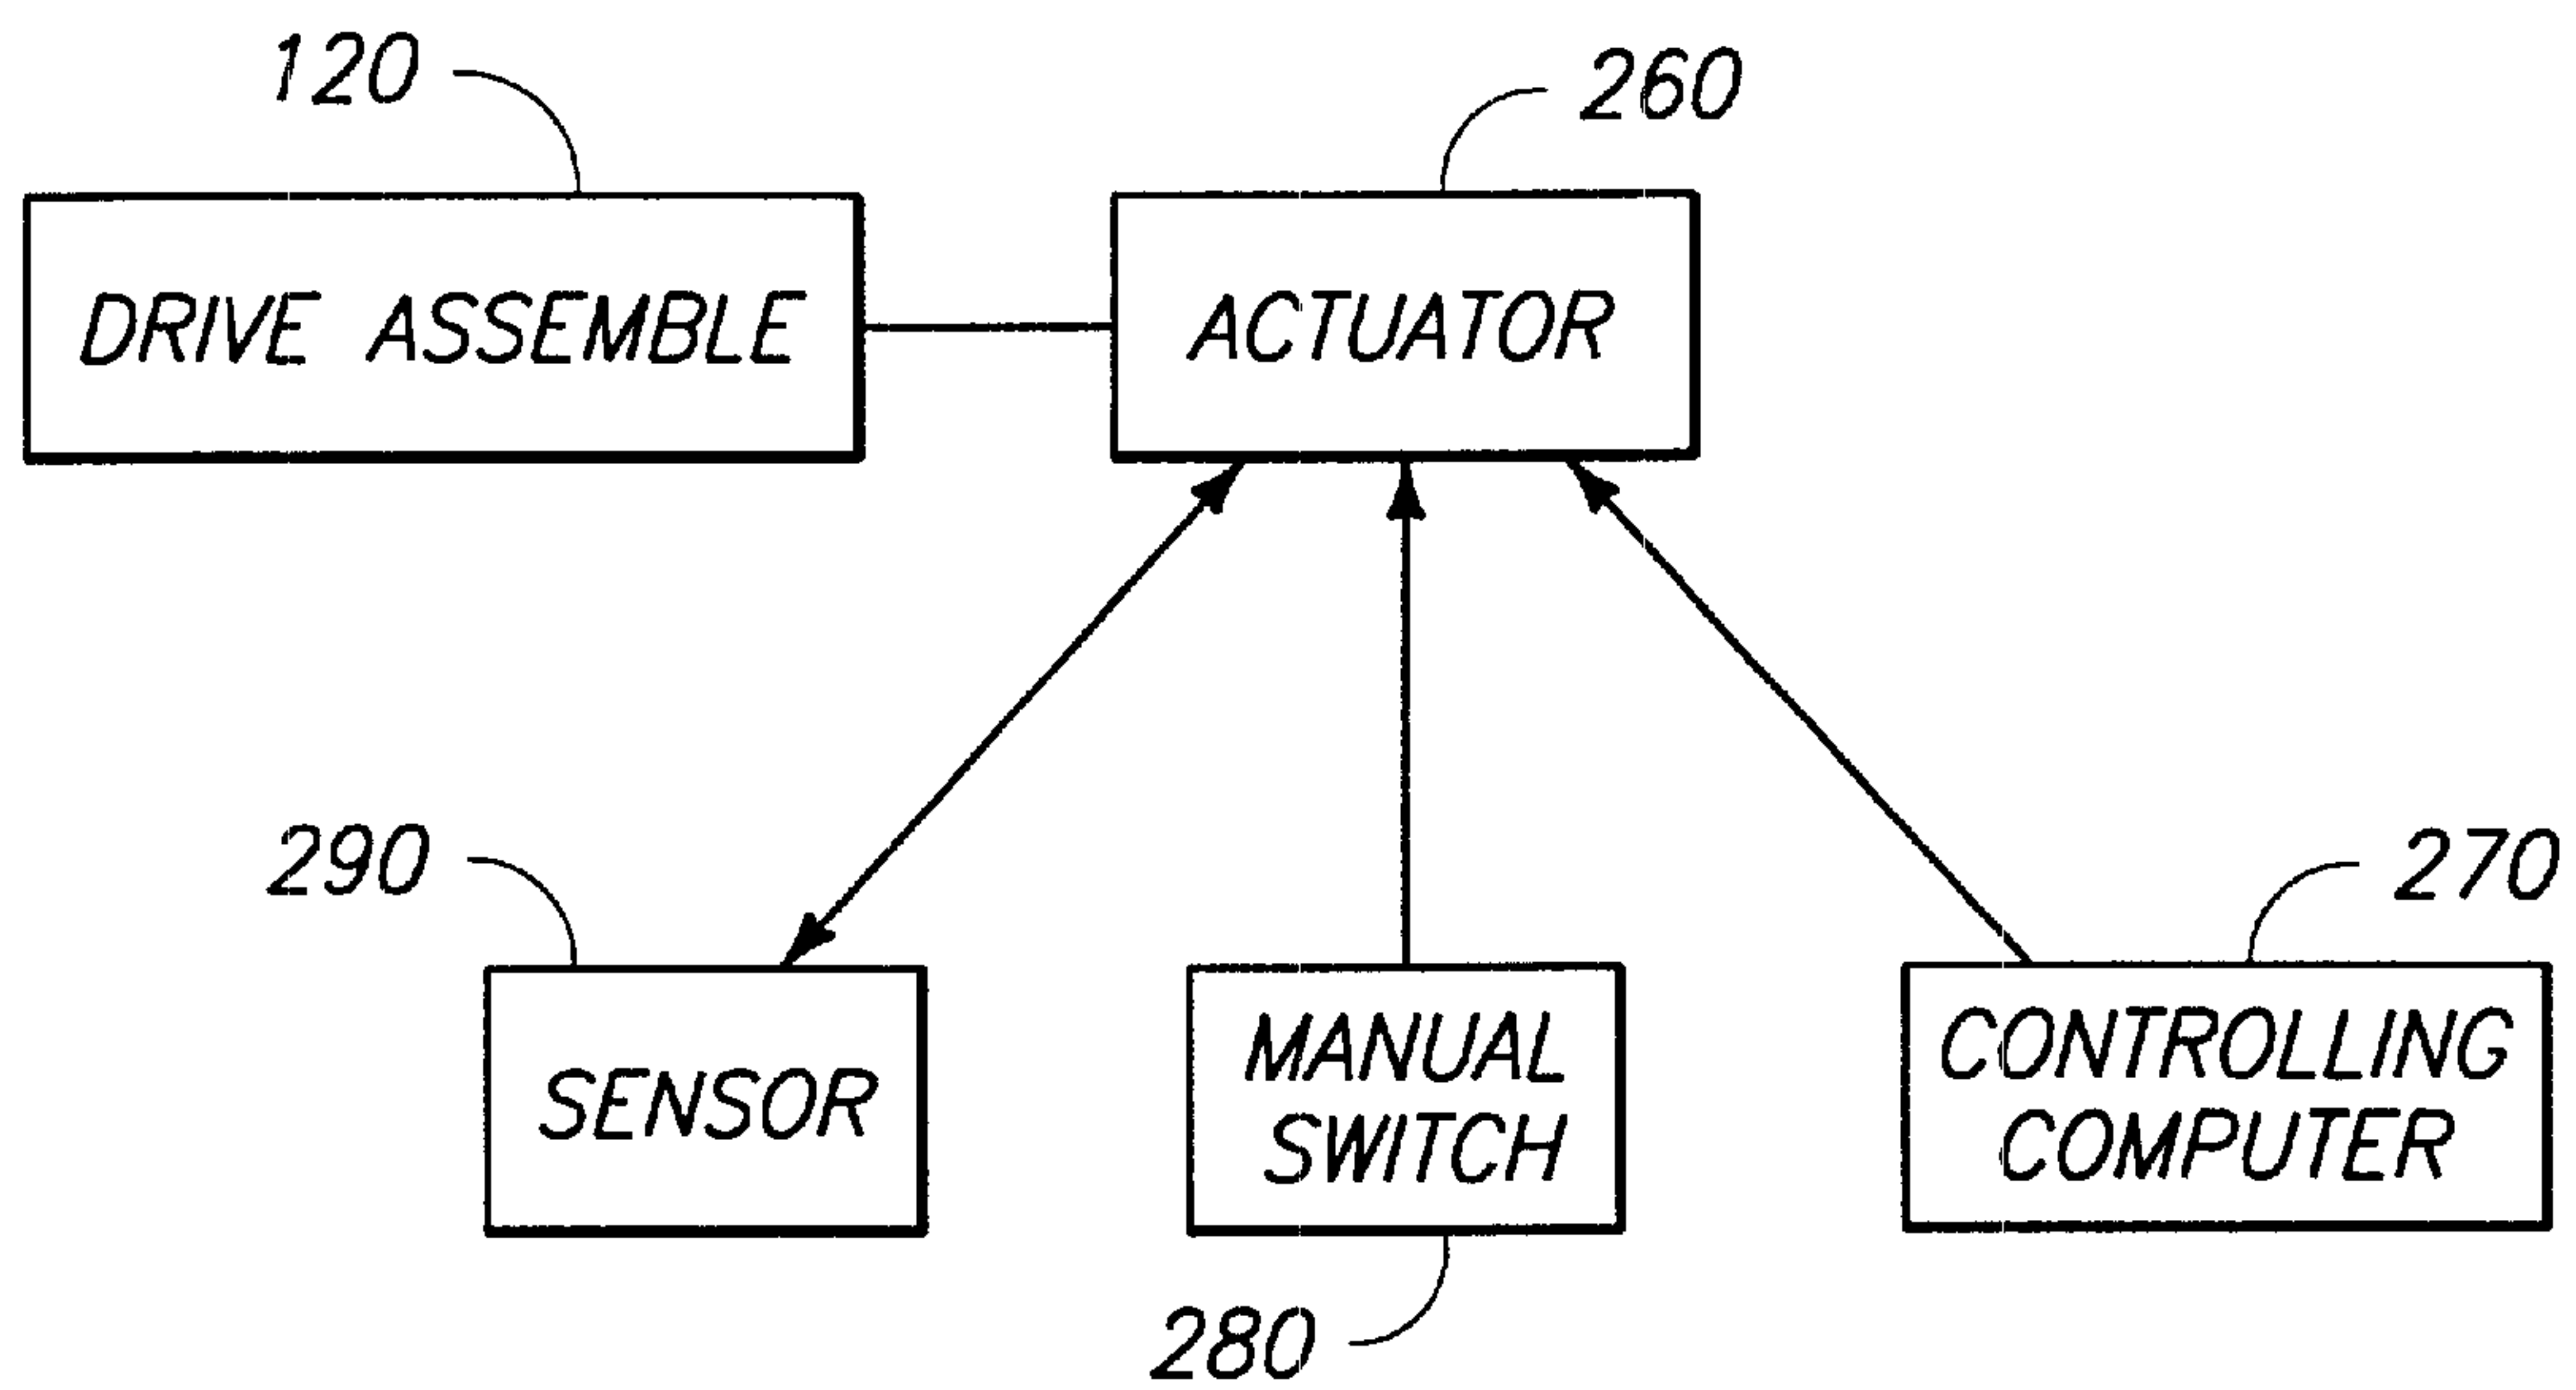 120
260
DRIVE ASSEMBLE
ACTUATOR
290
270
SENSOR
MANUAL
SWITCH
CONTROLLING
COMPUTER
280